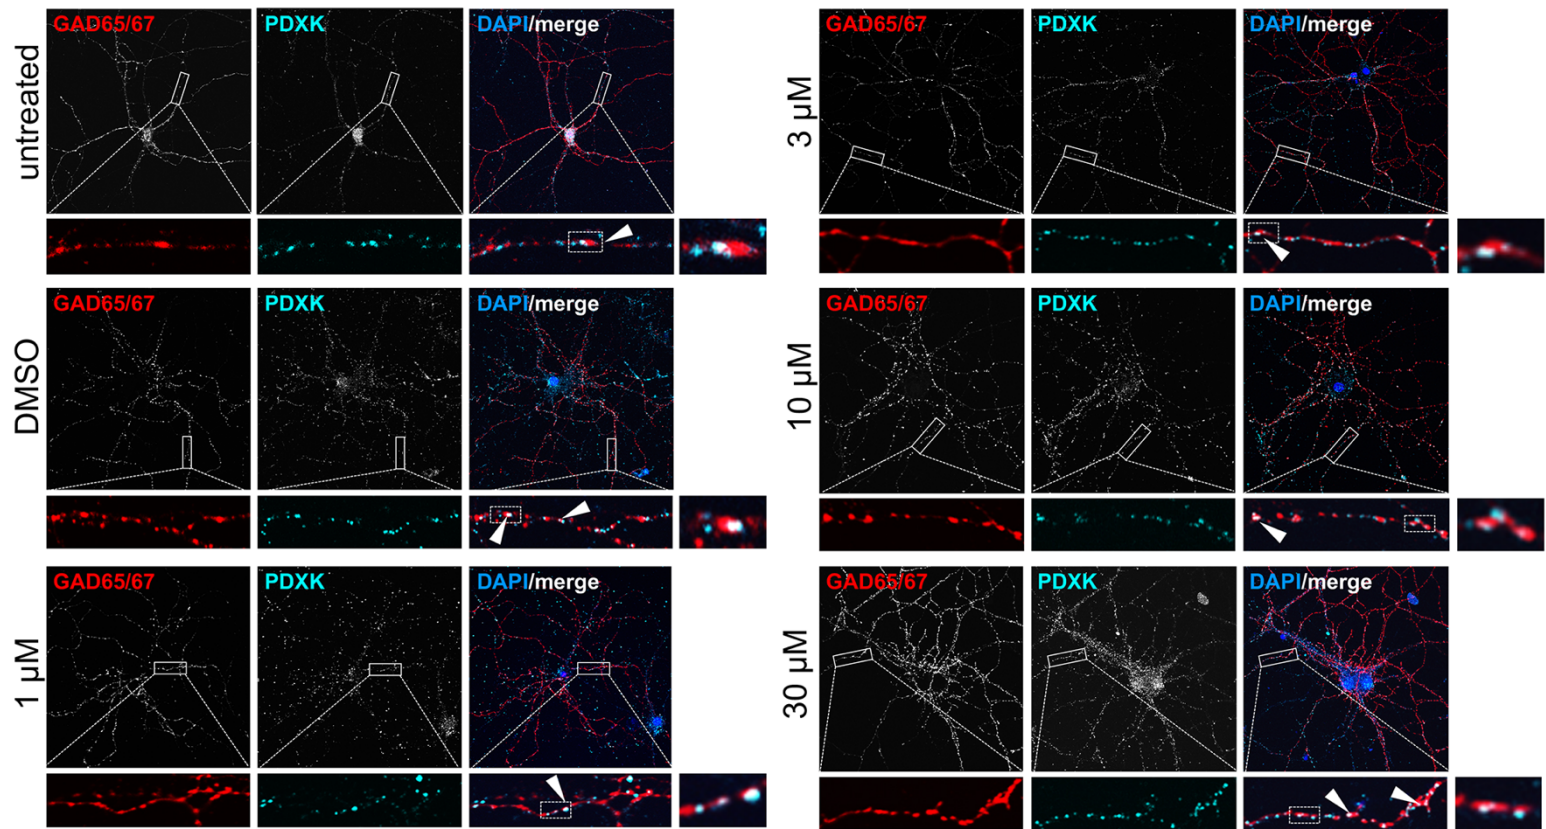 untreated
GAD65/67 PDXK DAPI/merge
DMSO
GAD65/67 PDXK DAPI/merge
1 µM
GAD65/67 PDXK DAPI/merge
3 µM
GAD65/67 PDXK DAPI/merge
10 µM
GAD65/67 PDXK DAPI/merge
30 µM
GAD65/67 PDXK DAPI/merge